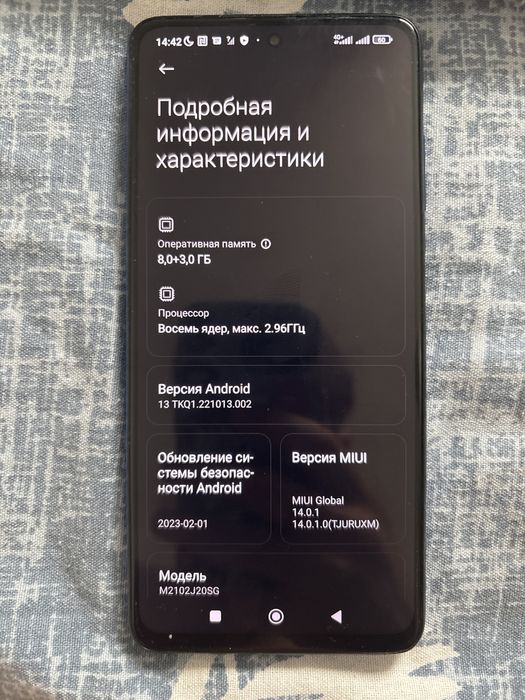 14:42
4G+
60
Подробная
информация и
характеристики
Оперативная память
8,0+3,0 ГБ
Процессор
Восемь ядер, макс. 2.96ГГц
Версия Android
13 TKQ1.221013.002
Обновление си-
стемы безопас-
ности Android
2023-02-01
Версия MIUI
MIUI Global
14.0.1
14.0.1.0(TJURUXM)
Модель
M2102J20SG